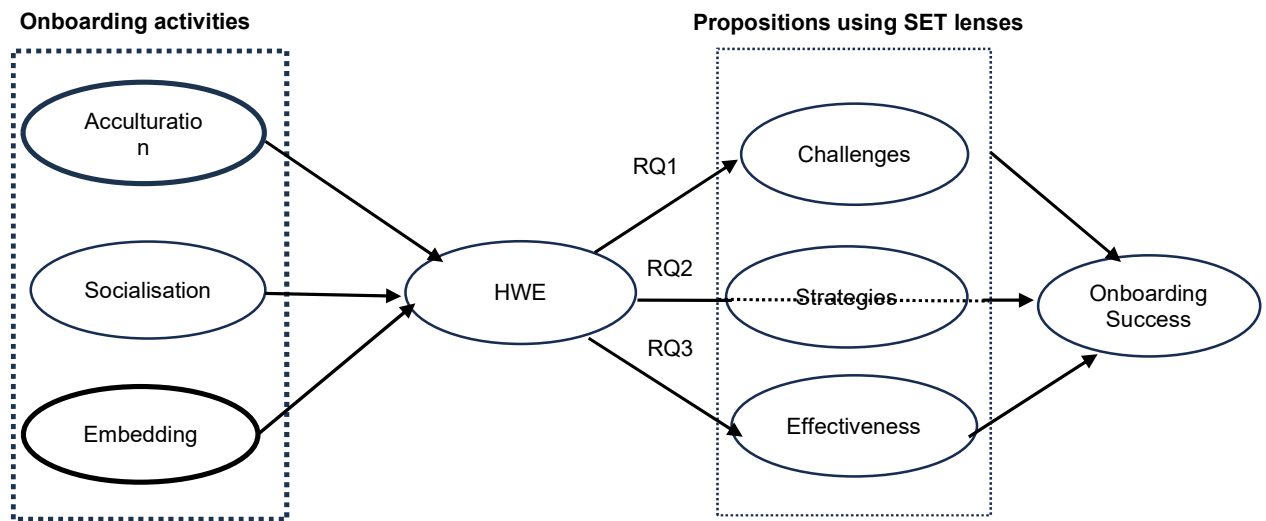 Onboarding activities
Propositions using SET lenses
Acculturatio
n
Socialisation
Embedding
HWE
RQ1
RQ2
RQ3
Challenges
Strategies
Effectiveness
Onboarding
Success